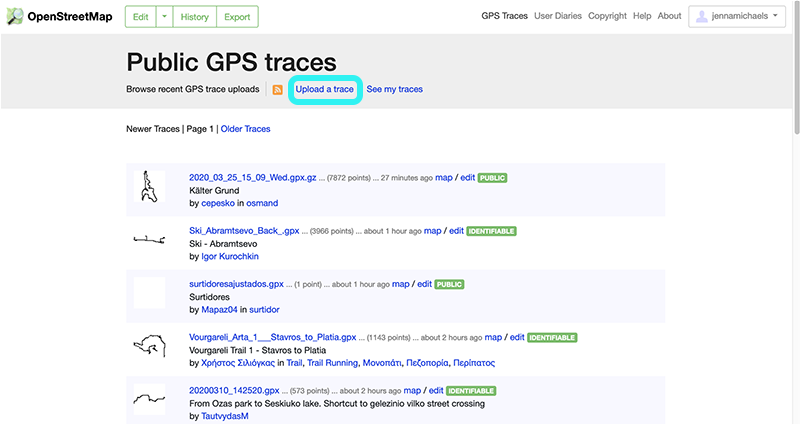 OpenStreetMap Edit History Export GPS Traces User Diaries Copyright Help About jennamichaels
Public GPS traces
Browse recent GPS trace uploads Upload a trace See my traces
Newer Traces | Page 1 | Older Traces
2020_03_25_15_09_Wed.gpx.gz ... (7872 points) ... 27 minutes ago map / edit PUBLIC
Kälter Grund
by cepesko in osmand
Ski_Abramtsevo_Back_.gpx ... (3966 points) ... about 1 hour ago map / edit IDENTIFIABLE
Ski - Abramtsevo
by Igor Kurochkin
surtidoresajustados.gpx ... (1 point) ... about 1 hour ago map / edit PUBLIC
Surtidores
by Mapaz04 in surtidor
Vourgareli_Arta_1___Stavros_to_Platia.gpx ... (1143 points) ... about 2 hours ago map / edit IDENTIFIABLE
Vourgareli Trail 1 - Stavros to Platia
by Χρήστος Σιλιόγκας in Trail, Trail Running, Μονοπάτι, Πεζοπορία, Περίπατος
20200310_142520.gpx ... (573 points) ... about 2 hours ago map / edit IDENTIFIABLE
From Ozas park to Seskiuko lake. Shortcut to gelezinio vilko street crossing
by TautvydasM